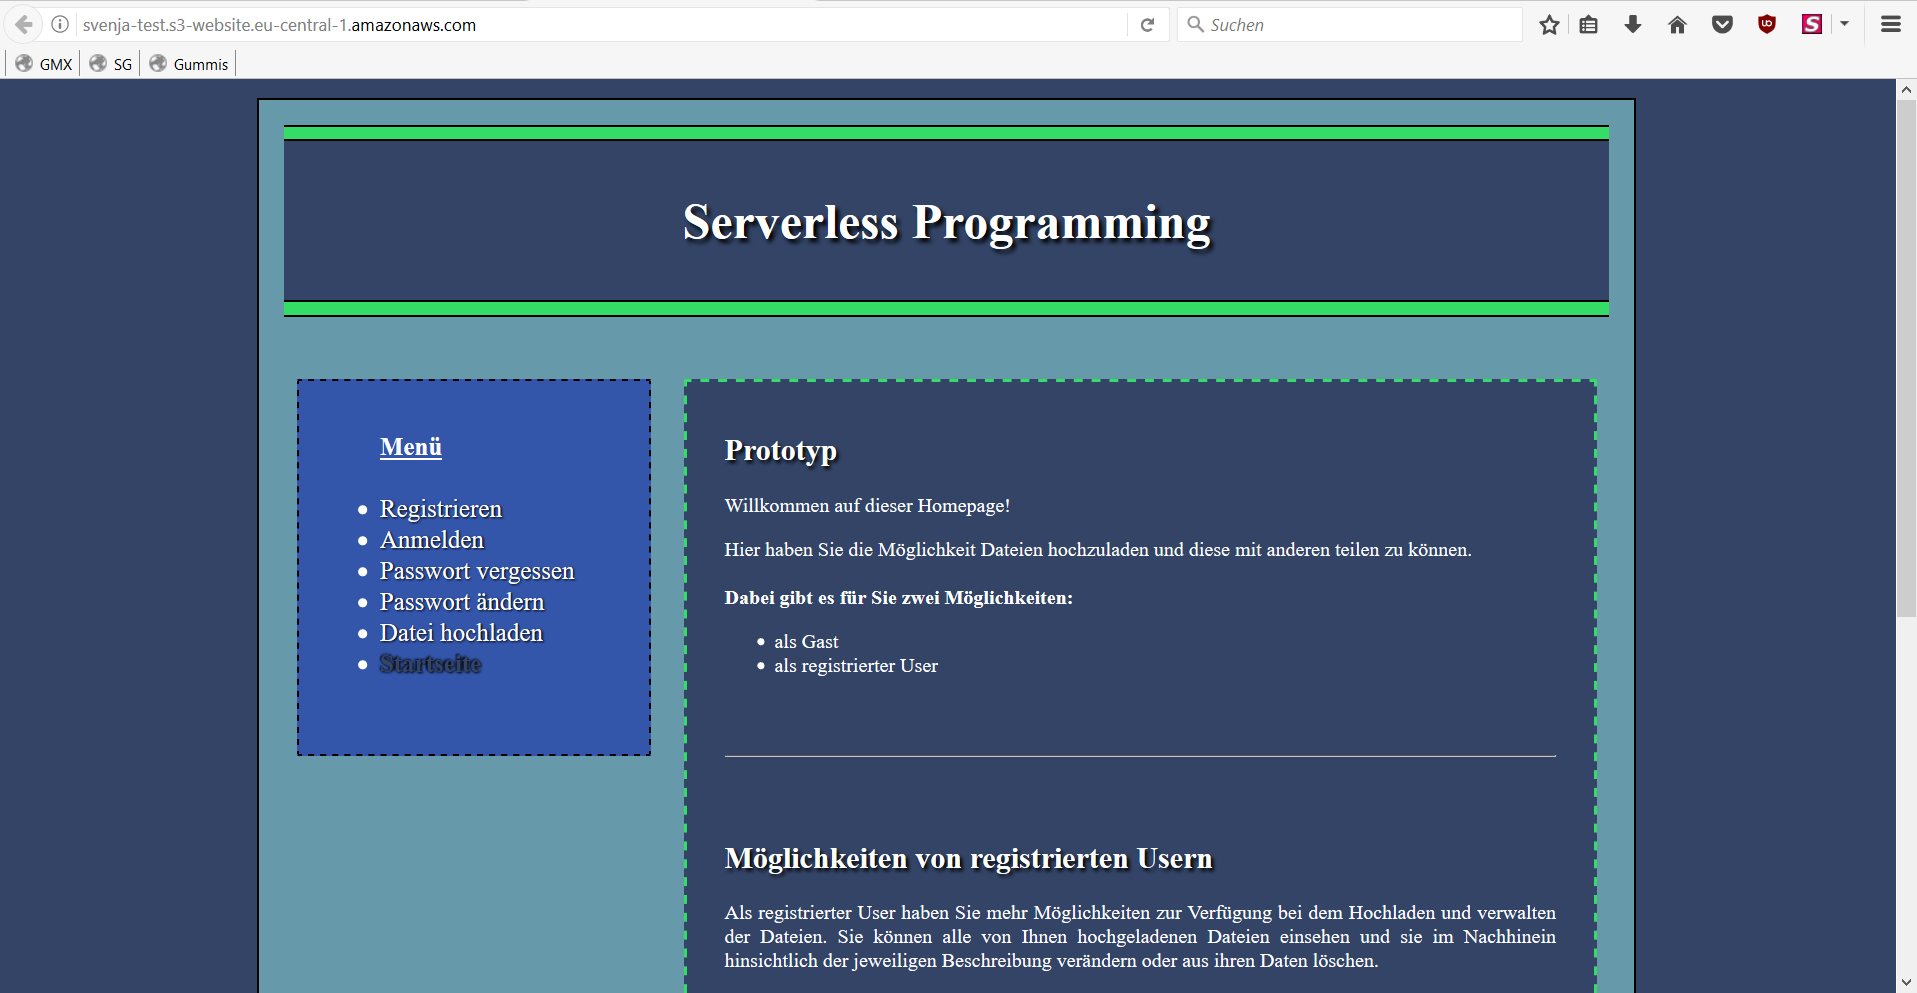 svenja-test.s3-website.eu-central-1.amazonaws.com
Suchen
GMX
SG
Gummis
Serverless Programming
Menü
Registrieren
Anmelden
Passwort vergessen
Passwort ändern
Datei hochladen
Startseite
Prototyp
Willkommen auf dieser Homepage!
Hier haben Sie die Möglichkeit Dateien hochzuladen und diese mit anderen teilen zu können.
Dabei gibt es für Sie zwei Möglichkeiten:
als Gast
als registrierter User
Möglichkeiten von registrierten Usern
Als registrierter User haben Sie mehr Möglichkeiten zur Verfügung bei dem Hochladen und verwalten
der Dateien. Sie können alle von Ihnen hochgeladenen Dateien einsehen und sie im Nachhinein
hinsichtlich der jeweiligen Beschreibung verändern oder aus ihren Daten löschen.